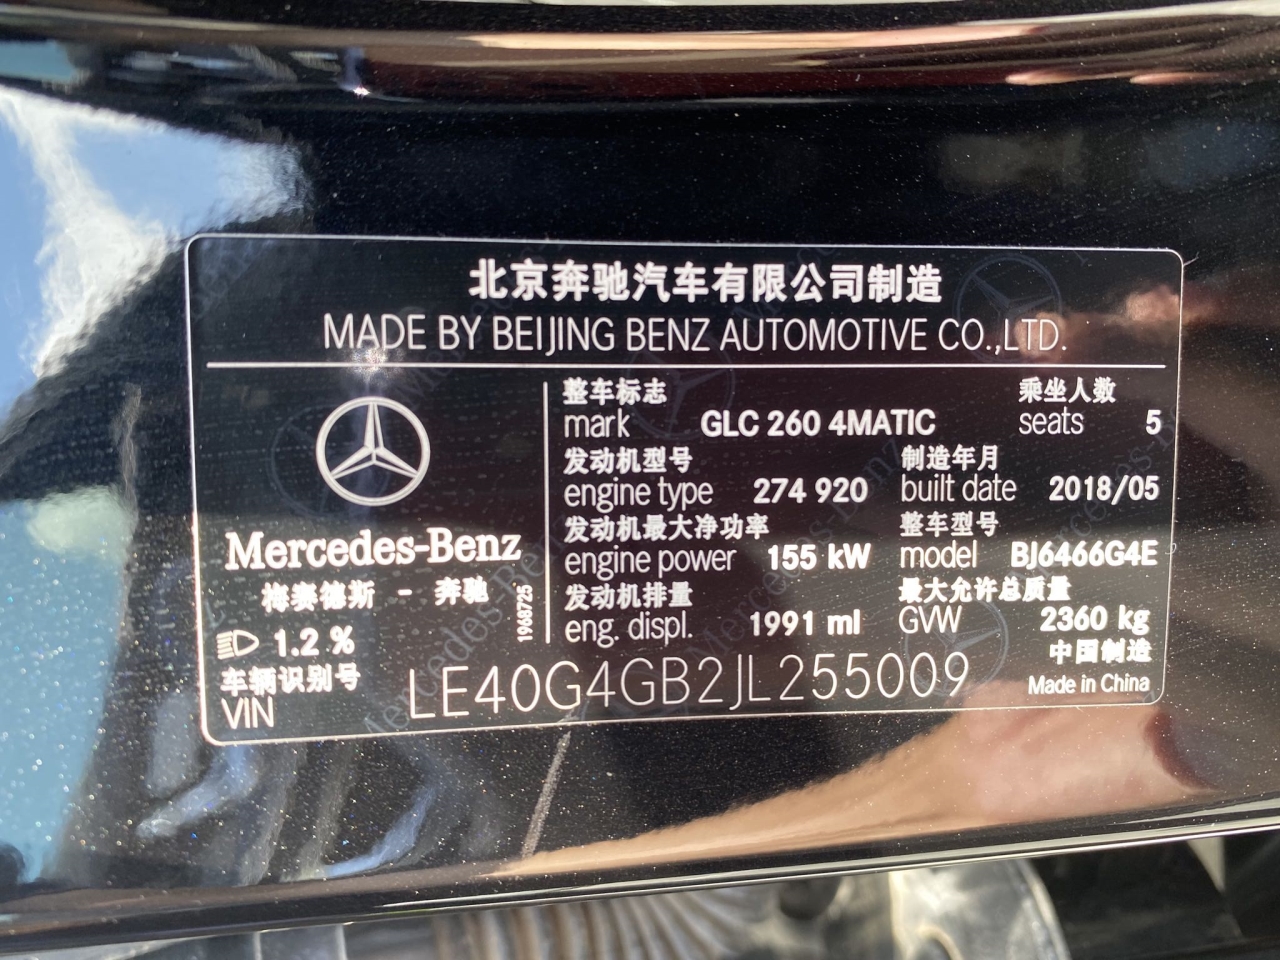 北京奔驰汽车有限公司制造
MADE BY BEIJING BENZ AUTOMOTIVE CO.,LTD.
Mercedes-Benz
梅赛德斯 - 奔驰
1968725
1.2 %
整车标志 乘坐人数
mark GLC 260 4MATIC seats 5
发动机型号 制造年月
engine type 274 920 built date 2018/05
发动机最大净功率 整车型号
engine power 155 kW model BJ6466G4E
发动机排量 最大允许总质量
eng. displ. 1991 ml GVW 2360 kg
中国制造
Made in China
车辆识别号
VIN LE40G4GB2JL255009